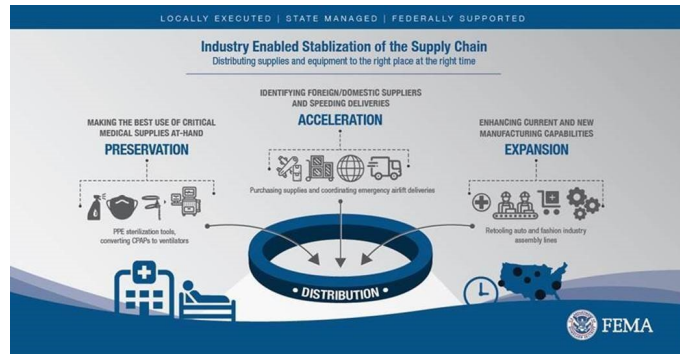 LOCALLY EXECUTED | STATE MANAGED | FEDERALLY SUPPORTED
Industry Enabled Stablization of the Supply Chain
Distributing supplies and equipment to the right place at the right time
MAKING THE BEST USE OF CRITICAL
MEDICAL SUPPLIES AT-HAND
PRESERVATION
PPE sterilization tools,
converting CPAPs to ventilators
IDENTIFYING FOREIGN/DOMESTIC SUPPLIERS
AND SPEEDING DELIVERIES
ACCELERATION
Purchasing supplies and coordinating emergency airlift deliveries
ENHANCING CURRENT AND NEW
MANUFACTURING CAPABILITIES
EXPANSION
Retooling auto and fashion industry
assembly lines
• DISTRIBUTION •
FEMA